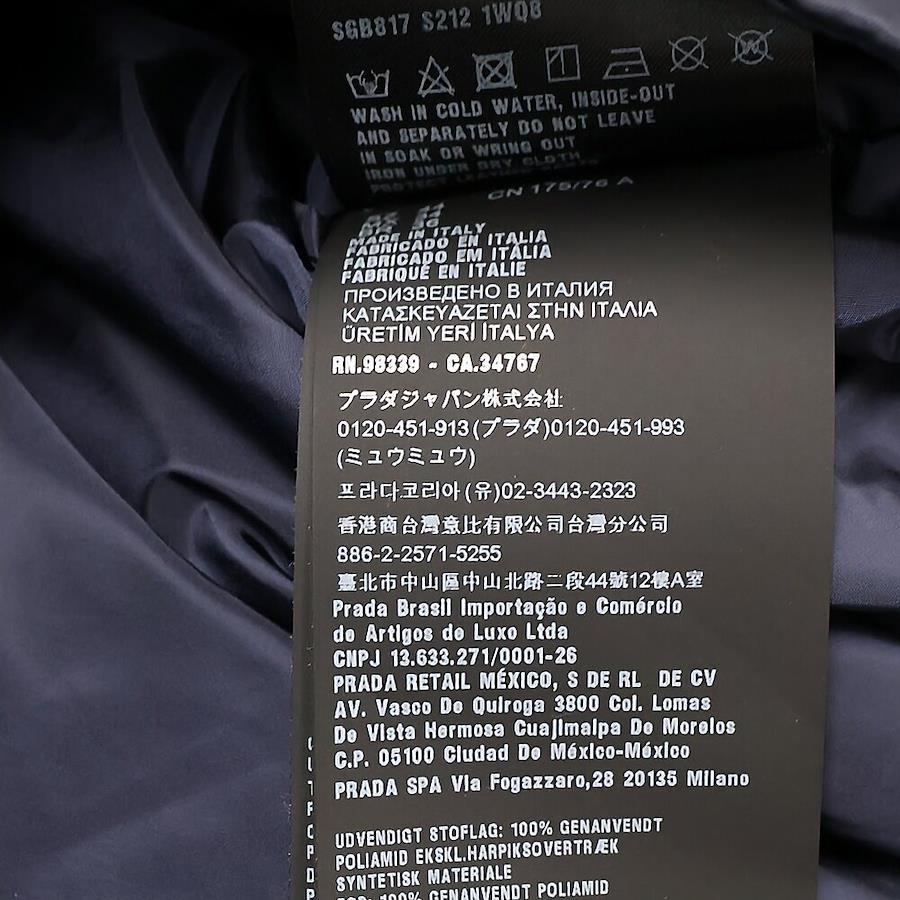 SGB817 S212 1WQ8
WASH IN COLD WATER, INSIDE-OUT
AND SEPARATELY DO NOT LEAVE
IN SOAK OR WRING OUT
IRON UNDER DRY CLOTH
CN 175/76 A
MADE IN ITALY
FABRICADO EN ITALIA
FABRICADO EM ITÁLIA
FABRIQUÉ EN ITALIE
ПРОИЗВЕДЕНО В ИТАЛИЯ
ΚΑΤΑΣΚΕΥΑΖΕΤΑΙ ΣΤΗΝ ΙΤΑΛΙΑ
ÜRETİM YERİ İTALYA
RN.98339 - CA.34767
プラダジャパン株式会社
0120-451-913(プラダ)0120-451-993
(ミュウミュウ)
프라다코리아(유)02-3443-2323
香港商台灣意比有限公司台灣分公司
886-2-2571-5255
臺北市中山區中山北路二段44號12樓A室
Prada Brasil Importação e Comércio
de Artigos de Luxo Ltda
CNPJ 13.633.271/0001-26
PRADA RETAIL MÉXICO, S DE RL DE CV
AV. Vasco De Quiroga 3800 Col. Lomas
De Vista Hermosa Cuajimalpa De Morelos
C.P. 05100 Ciudad De México-México
PRADA SPA Via Fogazzaro,28 20135 Milano
UDVENDIGT STOFLAG: 100% GENANVENDT
POLIAMID EKSKL.HARPIKSOVERTRÆK
SYNTETISK MATERIALE
100% GENANVENDT POLIAMID